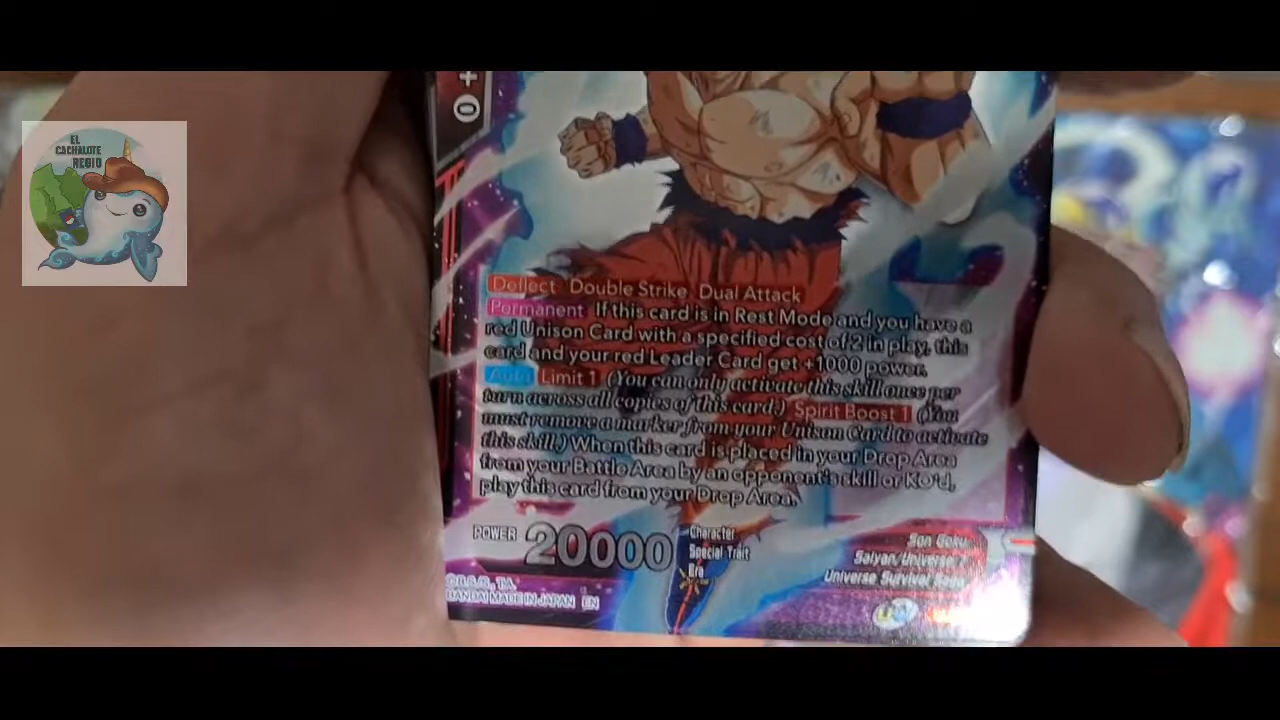 EL
CACHALOTE
REGIO
+
0
Deflect Double Strike Dual Attack
Permanent If this card is in Rest Mode and you have a
red Unison Card with a specified cost of 2 in play, this
card and your red Leader Card get +1000 power.
Auto Limit 1 (You can only activate this skill once per
turn across all copies of this card.) Spirit Boost 1 (You
must remove a marker from your Unison Card to activate
this skill.) When this card is placed in your Drop Area
from your Battle Area by an opponent's skill or KO'd,
play this card from your Drop Area.
POWER 20000
Character Son Goku
Special Trait Saiyan/Universe 7
Era Universe Survival Saga
BANDAI MADE IN JAPAN EN